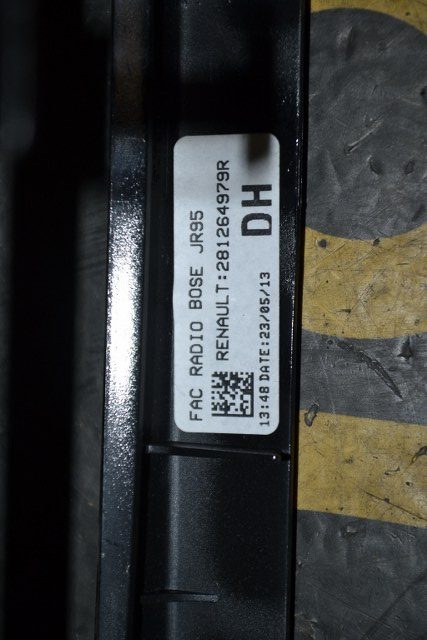 FAC RADIO BOSE JR95
RENAULT:281264979R
DH
13:48 DATE:23/05/13